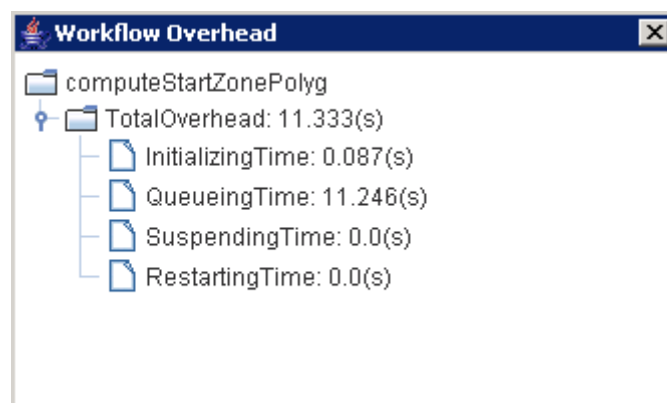 Workflow Overhead
computeStartZonePolyg
TotalOverhead: 11.333(s)
InitializingTime: 0.087(s)
QueueingTime: 11.246(s)
SuspendingTime: 0.0(s)
RestartingTime: 0.0(s)